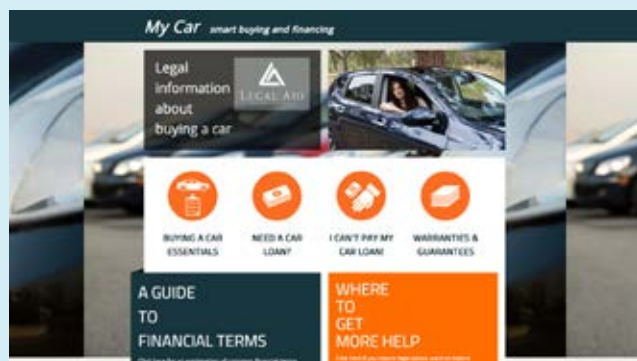 My Car smart buying and financing
Legal
information
about
buying a car
LEGAL AID
BUYING A CAR
ESSENTIALS
NEED A CAR
LOAN?
I CAN'T PAY MY
CAR LOAN!
WARRANTIES &
GUARANTEES
A GUIDE
TO
FINANCIAL TERMS
WHERE
TO
GET
MORE HELP